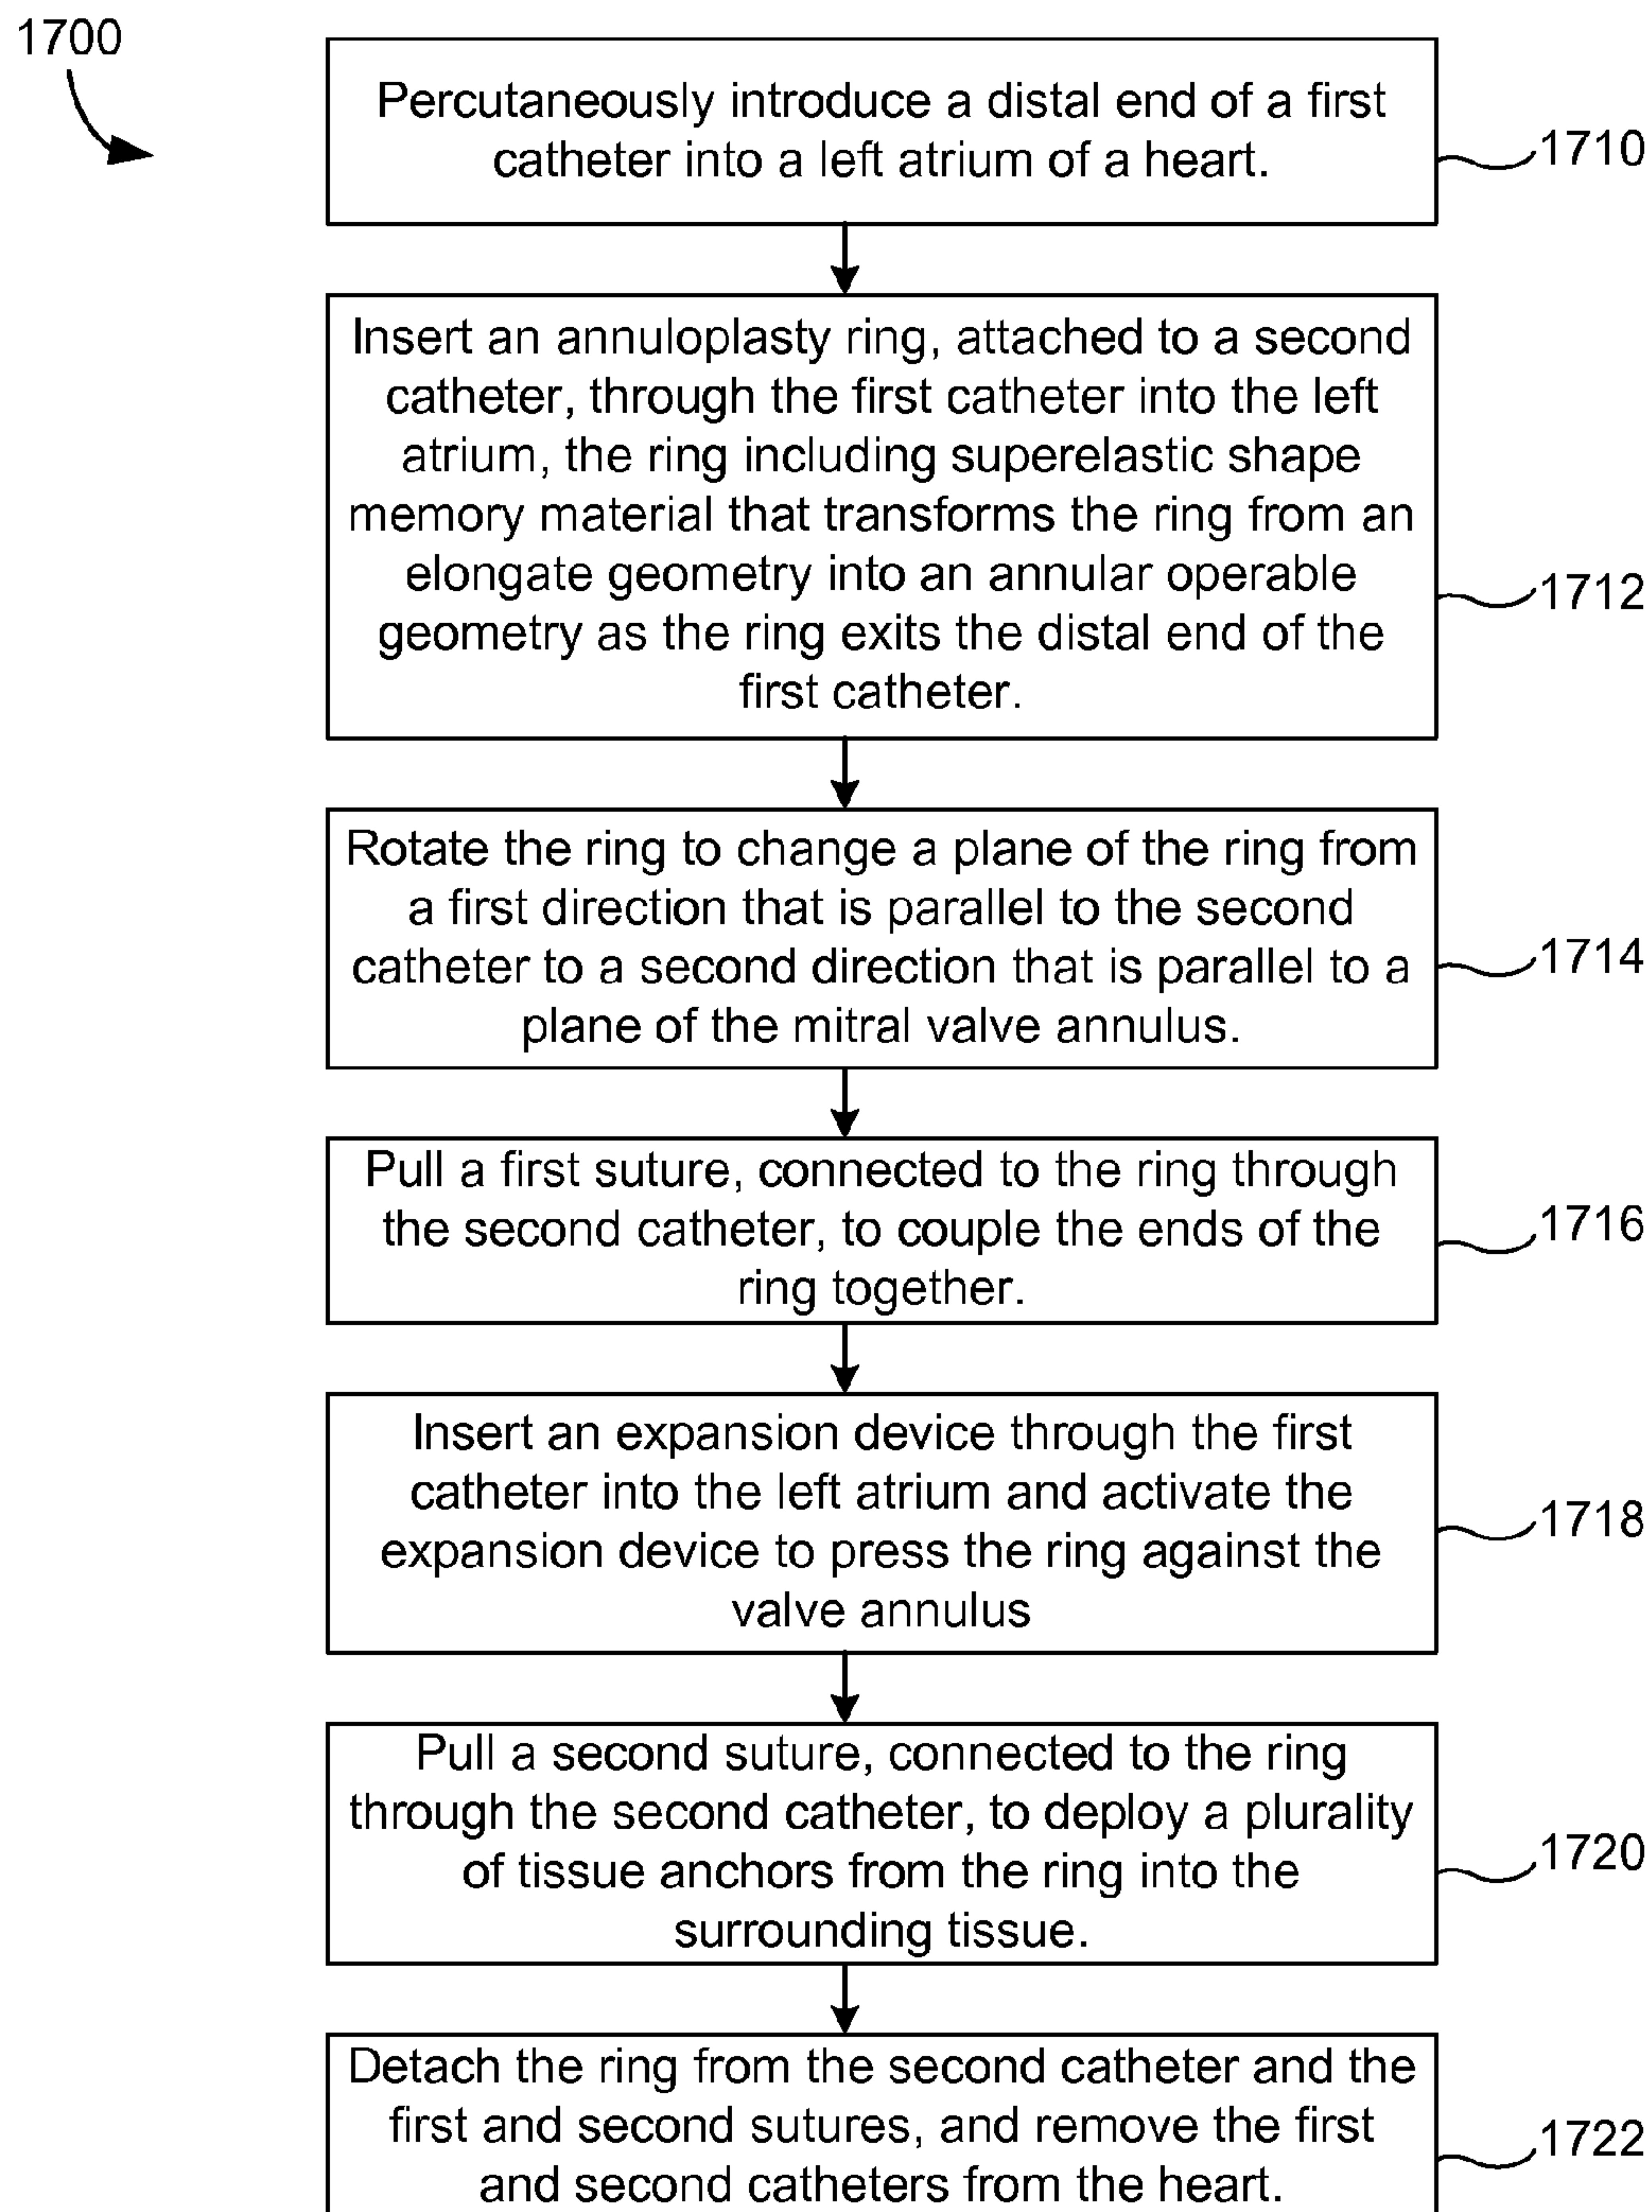 1700
Percutaneously introduce a distal end of a first
catheter into a left atrium of a heart.
1710
Insert an annuloplasty ring, attached to a second
catheter, through the first catheter into the left
atrium, the ring including superelastic shape
memory material that transforms the ring from an
elongate geometry into an annular operable
geometry as the ring exits the distal end of the
first catheter.
1712
Rotate the ring to change a plane of the ring from
a first direction that is parallel to the second
catheter to a second direction that is parallel to a
plane of the mitral valve annulus.
1714
Pull a first suture, connected to the ring through
the second catheter, to couple the ends of the
ring together.
1716
Insert an expansion device through the first
catheter into the left atrium and activate the
expansion device to press the ring against the
valve annulus
1718
Pull a second suture, connected to the ring
through the second catheter, to deploy a plurality
of tissue anchors from the ring into the
surrounding tissue.
1720
Detach the ring from the second catheter and the
first and second sutures, and remove the first
and second catheters from the heart.
1722